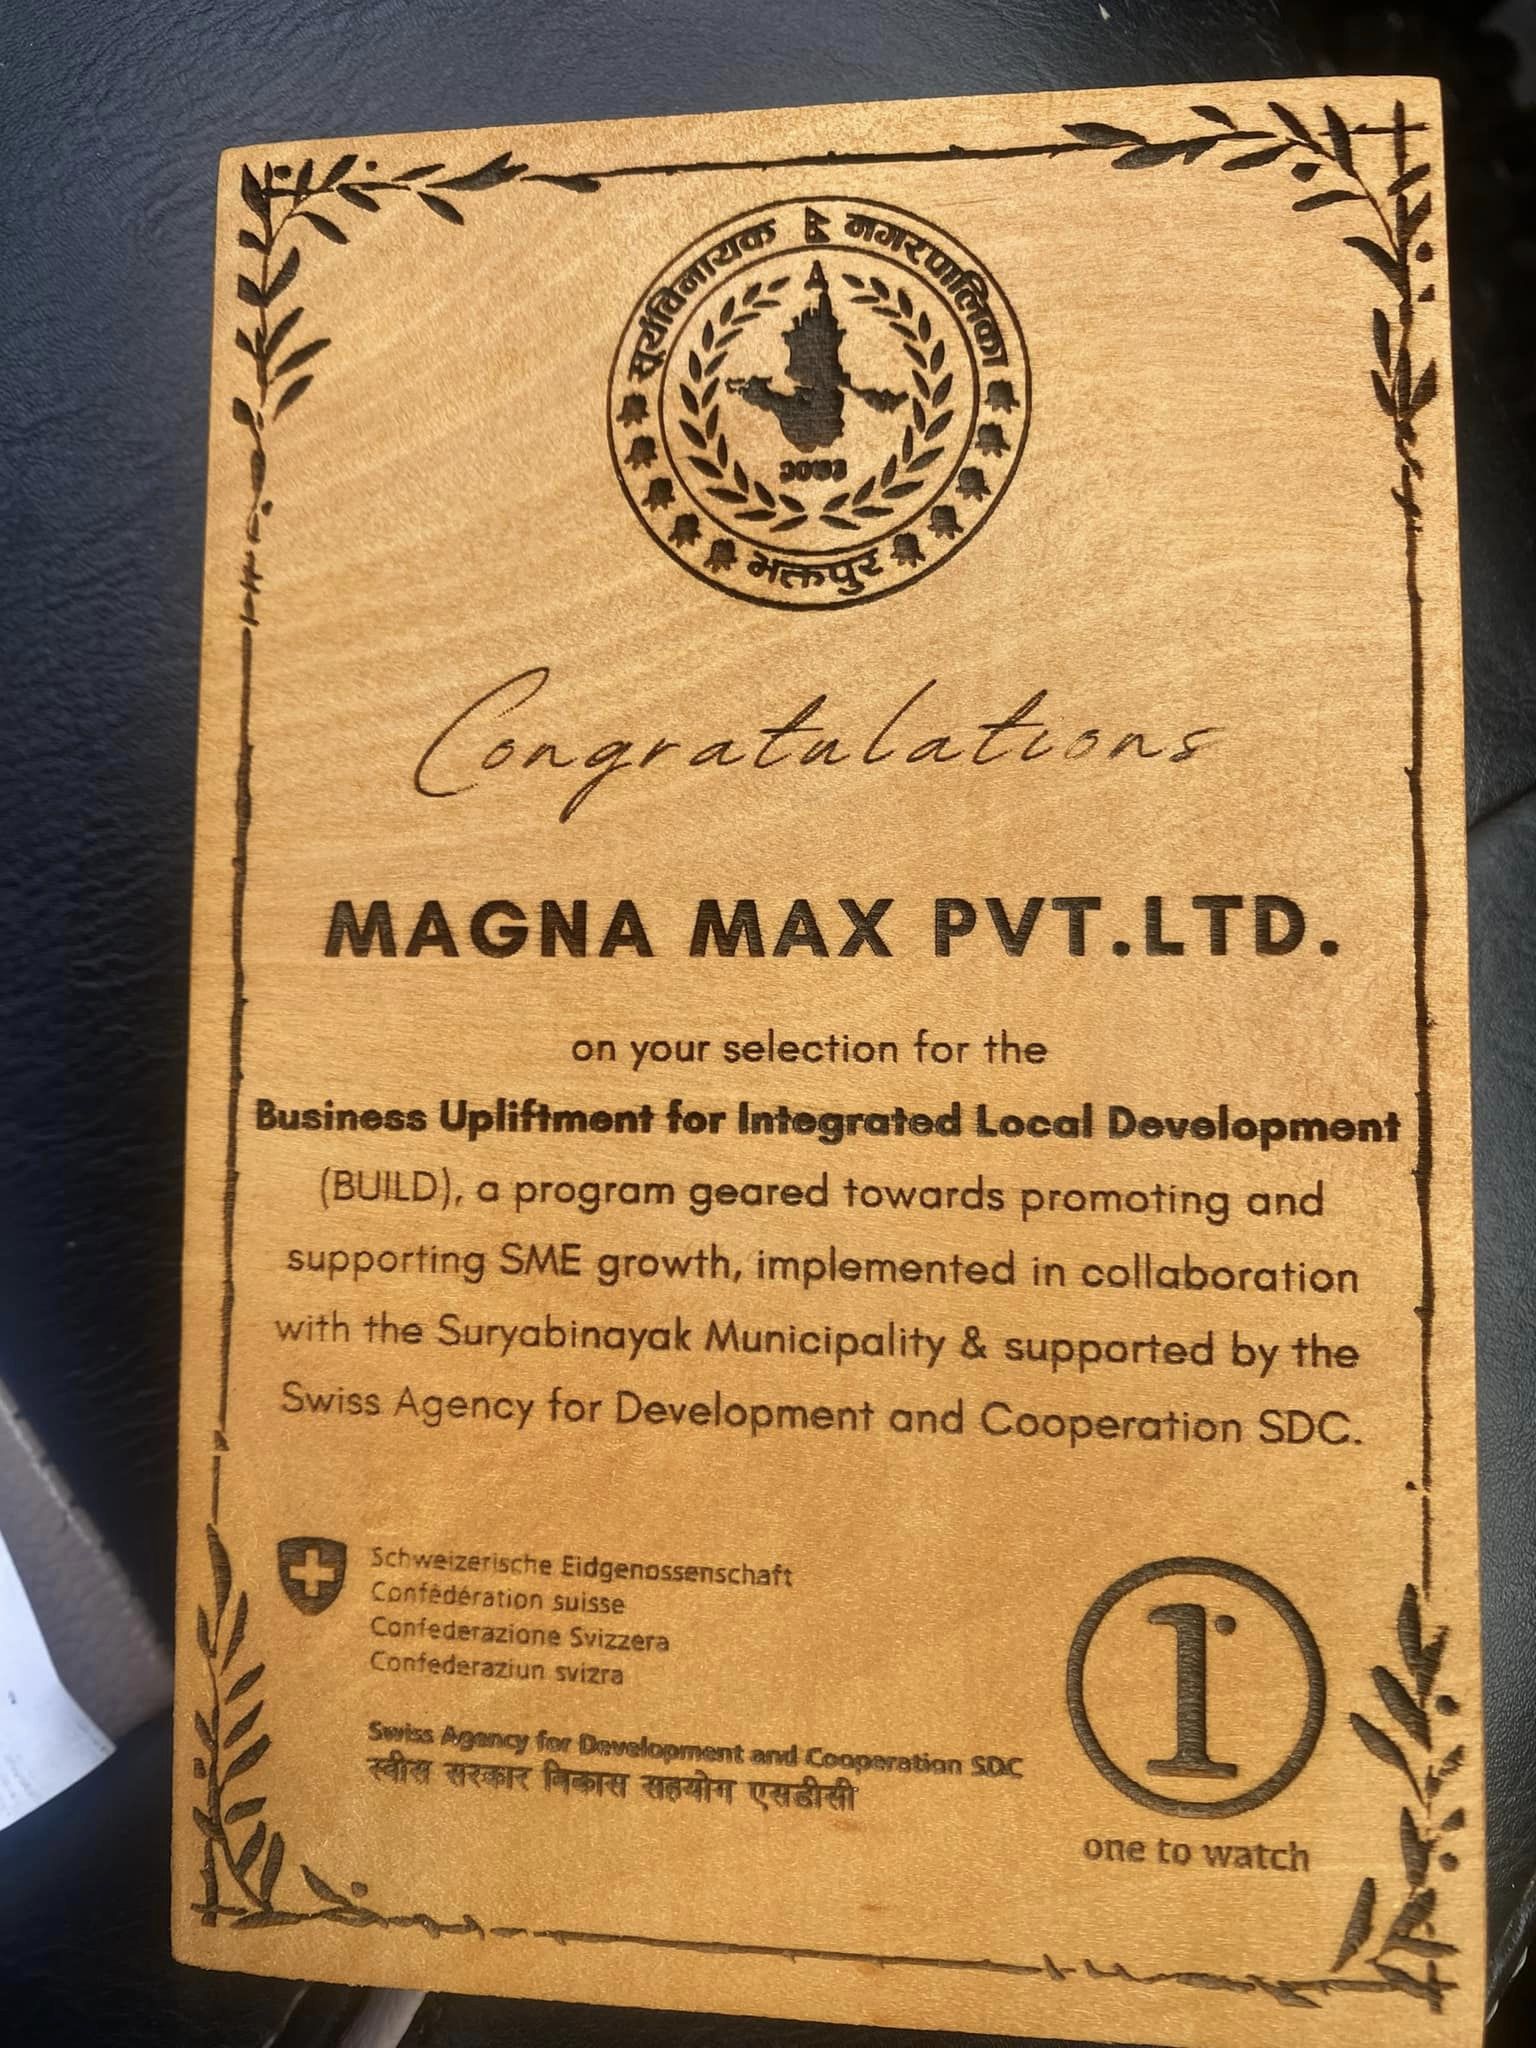 सूर्यविनायक नगरपालिका
२०७३
भक्तपुर
Congratulations
MAGNA MAX PVT.LTD.
on your selection for the
Business Upliftment for Integrated Local Development
(BUILD), a program geared towards promoting and
supporting SME growth, implemented in collaboration
with the Suryabinayak Municipality & supported by the
Swiss Agency for Development and Cooperation SDC.
Schweizerische Eidgenossenschaft
Confédération suisse
Confederazione Svizzera
Confederaziun svizra
Swiss Agency for Development and Cooperation SDC
स्वीस सरकार विकास सहयोग एसडीसी
1
one to watch